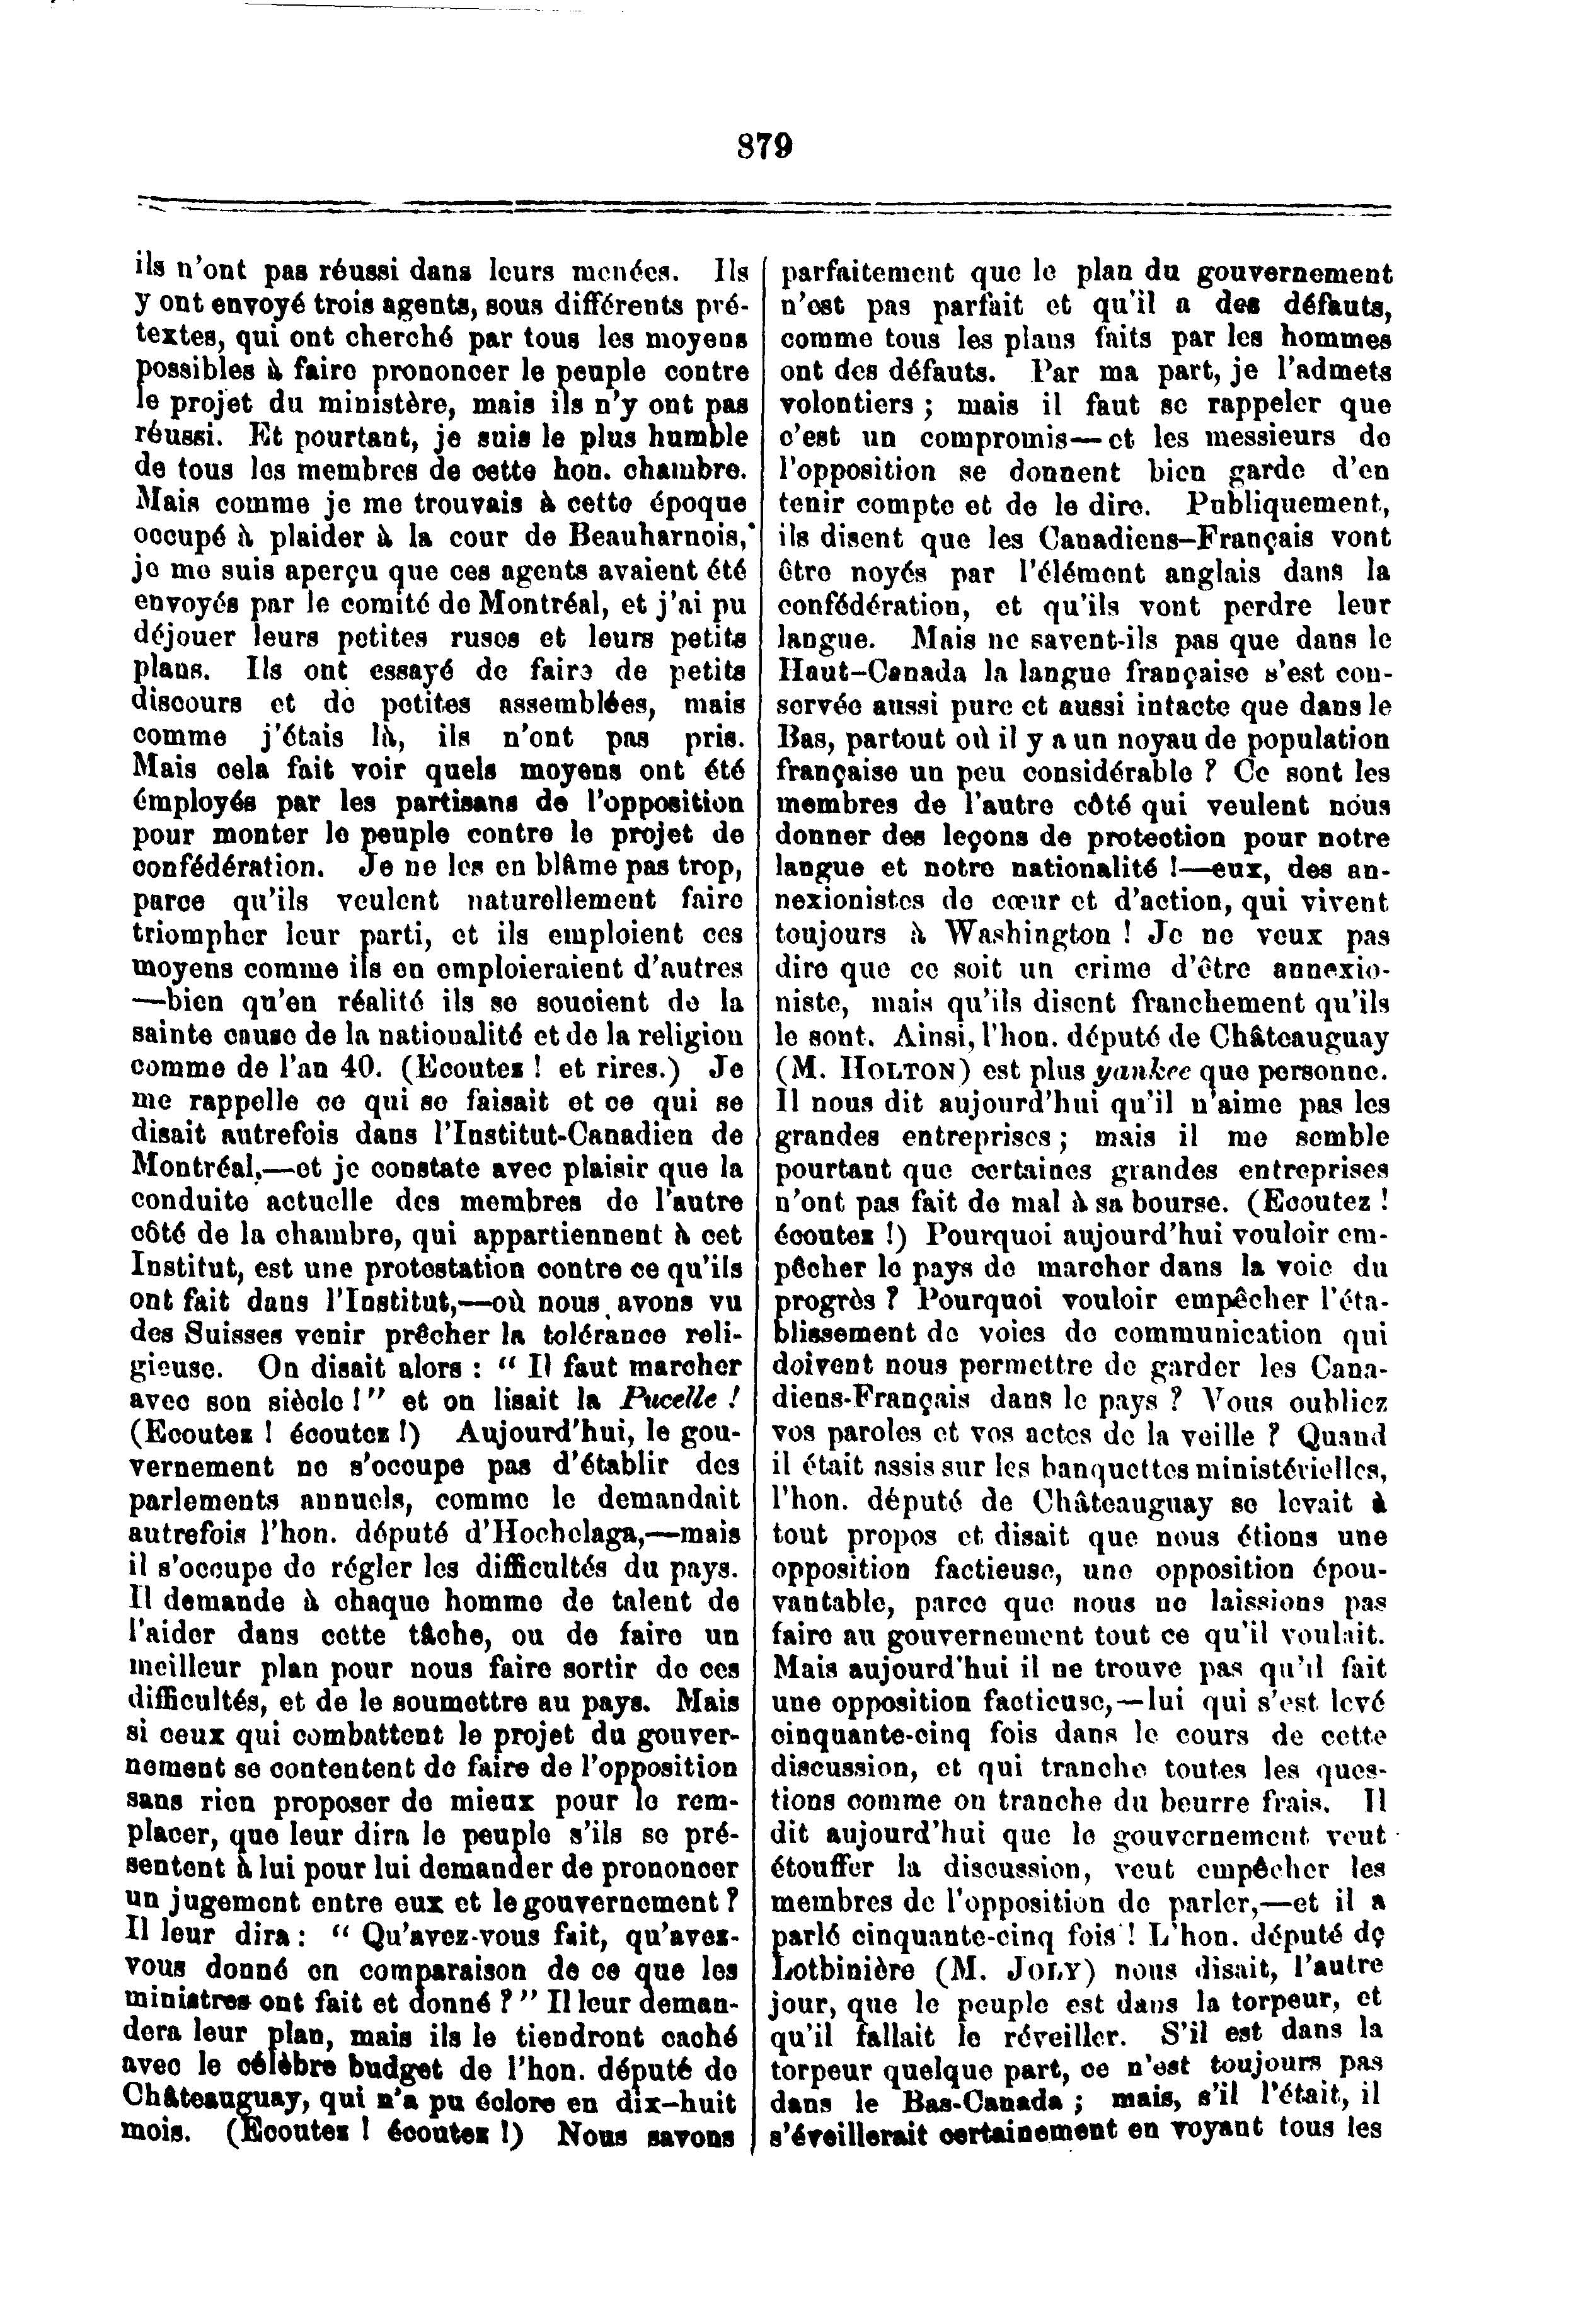 879
ils n'ont pas réussi dans leurs menées. Ils
y ont envoyé trois agents, sous différents pré-
textes, qui ont cherché par tous les moyens
possibles à faire prononcer le peuple contre
le projet du ministère, mais ils n'y ont pas
réussi. Et pourtant, je suis le plus humble
de tous les membres de cette hon. chambre.
Mais comme je me trouvais à cette époque
occupé à plaider à la cour de Beauharnois,
je me suis aperçu que ces agents avaient été
envoyés par le comité de Montréal, et j'ai pu
déjouer leurs petites ruses et leurs petits
plans. Ils ont essayé de faire de petits
discours et de petites assemblées, mais
comme j'étais là, ils n'ont pas pris.
Mais cela fait voir quels moyens ont été
émployés par les partisans de l'opposition
pour monter le peuple contre le projet de
confédération. Je ne les en blâme pas trop,
parce qu'ils veulent naturellement faire
triompher leur parti, et ils emploient ces
moyens comme ils en emploieraient d'autres
—bien qu'en réalité ils se soucient de la
sainte cause de la nationalité et de la religion
comme de l'an 40. (Ecoutez ! et rires.) Je
me rappelle ce qui se faisait et ce qui se
disait autrefois dans l'Institut-Canadien de
Montréal,—et je constate avec plaisir que la
conduite actuelle des membres de l'autre
côté de la chambre, qui appartiennent à cet
Institut, est une protestation contre ce qu'ils
ont fait dans l'Institut,—où nous avons vu
des Suisses venir prêcher la tolérance reli-
gieuse. On disait alors : " Il faut marcher
avec son siècle ! " et on lisait la Pucelle !
(Ecoutez ! écoutez !) Aujourd'hui, le gou-
vernement ne s'occupe pas d'établir des
parlements annuels, comme le demandait
autrefois l'hon. député d'Hochelaga,—mais
il s'occupe de régler les difficultés du pays.
Il demande à chaque homme de talent de
l'aider dans cette tâche, ou de faire un
meilleur plan pour nous faire sortir de ces
difficultés, et de le soumettre au pays. Mais
si ceux qui combattent le projet du gouver-
nement se contentent de faire de l'opposition
sans rien proposer de mieux pour le rem-
placer, que leur dira le peuple s'ils se pré-
sentent à lui pour lui demander de prononcer
un jugement entre eux et le gouvernement ?
Il leur dira : " Qu'avez-vous fait, qu'avez-
vous donné en comparaison de ce que les
ministres ont fait et donné ? " Il leur deman-
dera leur plan, mais ils le tiendront caché
avec le célèbre budget de l'hon. député de
Châteauguay, qui n'a pu éclore en dix-huit
mois. (Ecoutez ! écoutez !) Nous savons
parfaitement que le plan du gouvernement
n'est pas parfait et qu'il a des défauts,
comme tous les plans faits par les hommes
ont des défauts. Par ma part, je l'admets
volontiers ; mais il faut se rappeler que
c'est un compromis—et les messieurs de
l'opposition se donnent bien garde d'en
tenir compte et de le dire. Publiquement,
ils disent que les Canadiens-Français vont
être noyés par l'élément anglais dans la
confédération, et qu'ils vont perdre leur
langue. Mais ne savent-ils pas que dans le
Haut-Canada la langue française s'est con-
servée aussi pure et aussi intacte que dans le
Bas, partout où il y a un noyau de population
française un peu considérable ? Ce sont les
membres de l'autre côté qui veulent nous
donner des leçons de protection pour notre
langue et notre nationalité !—eux, des an-
nexionistes de cœur et d'action, qui vivent
toujours à Washington ! Je ne veux pas
dire que ce soit un crime d'être annexio-
niste, mais qu'ils disent franchement qu'ils
le sont. Ainsi, l'hon. député de Châteauguay
(M. HOLTON) est plus yankee que personne.
Il nous dit aujourd'hui qu'il n'aime pas les
grandes entreprises ; mais il me semble
pourtant que certaines grandes entreprises
n'ont pas fait de mal à sa bourse. (Ecoutez !
écoutez !) Pourquoi aujourd'hui vouloir em-
pêcher le pays de marcher dans la voie du
progrès ? Pourquoi vouloir empêcher l'éta-
blissement de voies de communication qui
doivent nous permettre de garder les Cana-
diens-Français dans le pays ? Vous oubliez
vos paroles et vos actes de la veille ? Quand
il était assis sur les banquettes ministérielles,
l'hon. député de Châteauguay se levait à
tout propos et disait que nous étions une
opposition factieuse, une opposition épou-
vantable, parce que nous ne laissions pas
faire au gouvernement tout ce qu'il voulait.
Mais aujourd'hui il ne trouve pas qu'il fait
une opposition factieuse,—lui qui s'est levé
cinquante-cinq fois dans le cours de cette
discussion, et qui tranche toutes les ques-
tions comme on tranche du beurre frais. Il
dit aujourd'hui que le gouvernement veut
étouffer la discussion, veut empêcher les
membres de l'opposition de parler,—et il a
parlé cinquante-cinq fois ! L'hon. député de
Lotbinière (M. JOLY) nous disait, l'autre
jour, que le peuple est dans la torpeur, et
qu'il fallait le réveiller. S'il est dans la
torpeur quelque part, ce n'est toujours pas
dans le Bas-Canada ; mais, s'il l'était, il
s'éveillerait certainement en voyant tous les